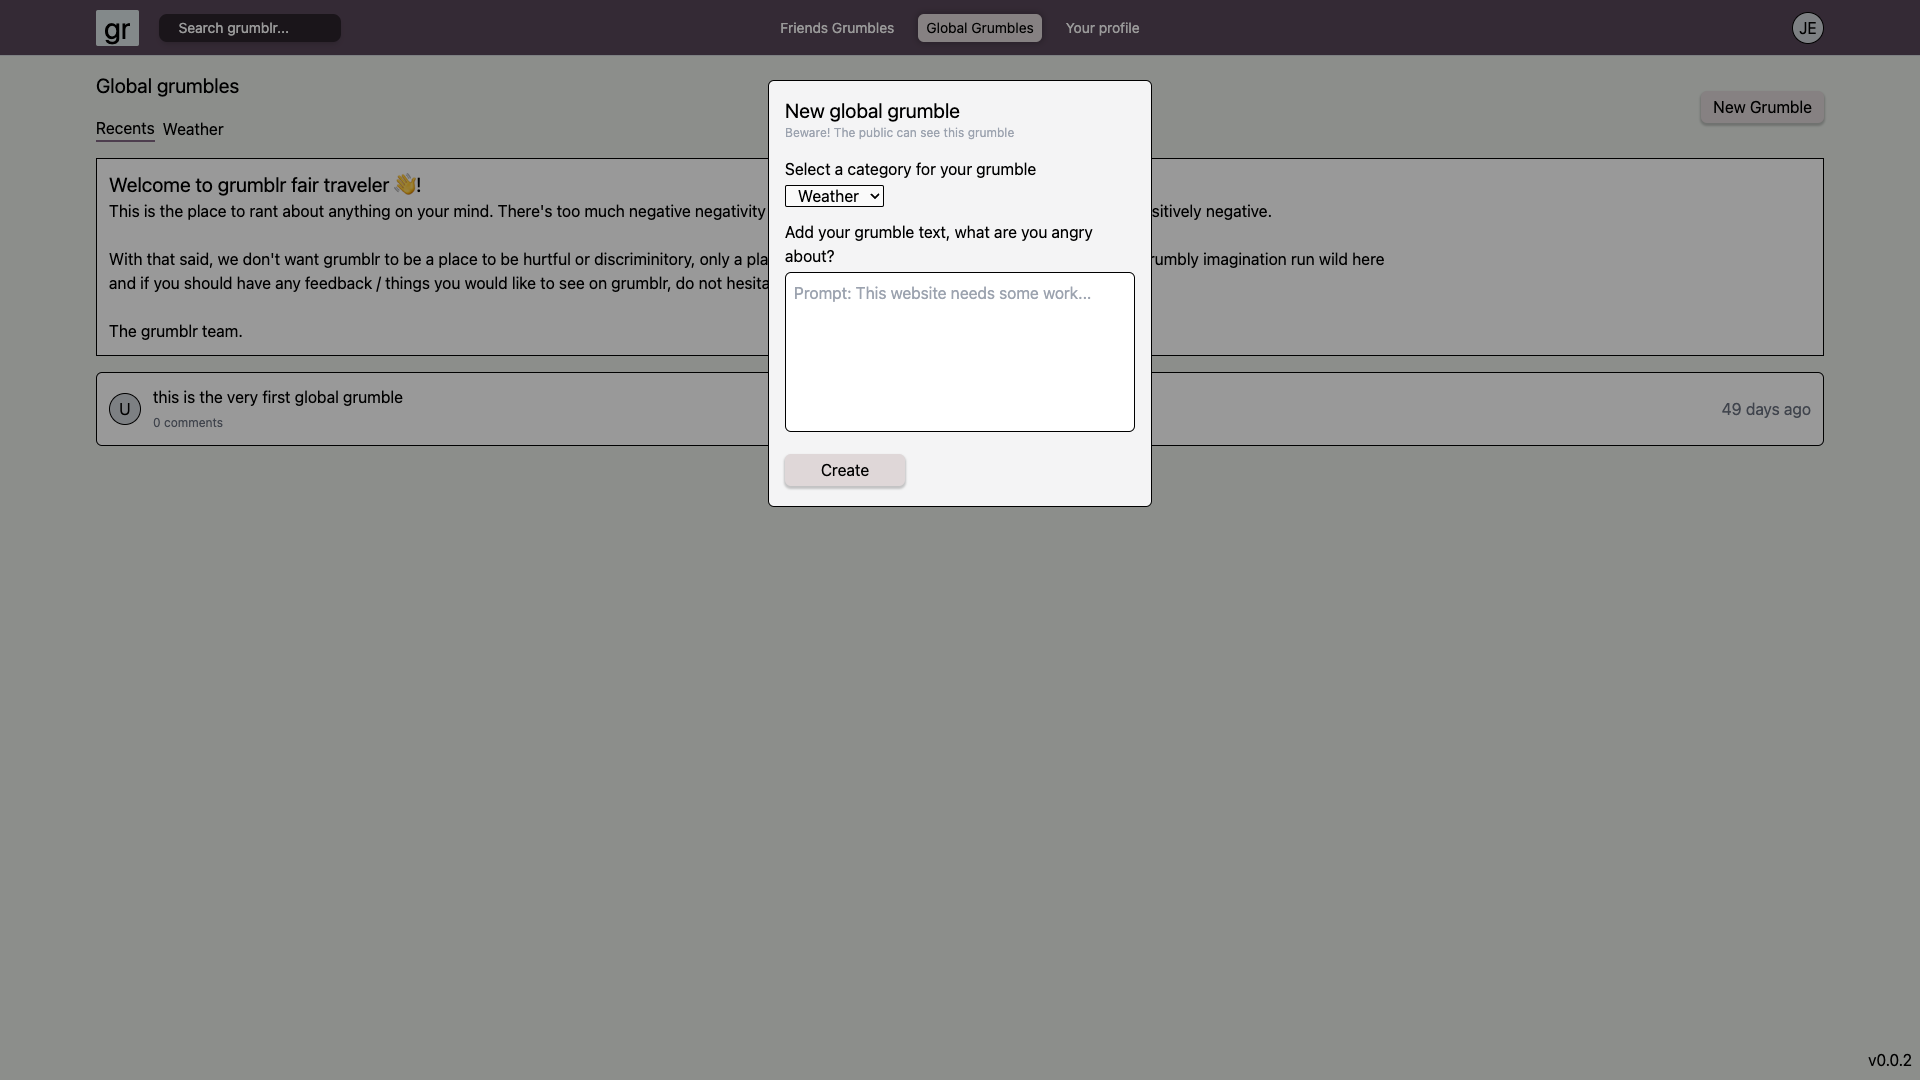 gr
Search grumblr...
Friends Grumbles
Global Grumbles
Your profile
JE
Global grumbles
New Grumble
Recents
Weather
Welcome to grumblr fair traveler 👋!
This is the place to rant about anything on your mind. There's too much negative negativity
sitively negative.
With that said, we don't want grumblr to be a place to be hurtful or discriminitory, only a pla
rumbly imagination run wild here
and if you should have any feedback / things you would like to see on grumblr, do not hesita
The grumblr team.
U
this is the very first global grumble
0 comments
49 days ago
New global grumble
Beware! The public can see this grumble
Select a category for your grumble
Weather
Add your grumble text, what are you angry
about?
Prompt: This website needs some work...
Create
v0.0.2